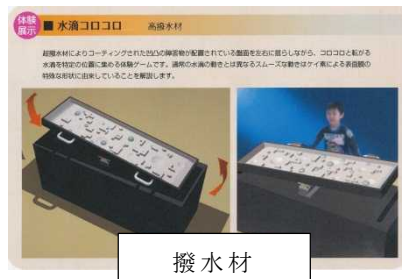 体験
展示
■ 水滴コロコロ 高撥水材
超撥水材によりコーティングされた凹凸の障害物が配置されている盤面を左右に揺らしながら、コロコロと転がる
水滴を特定の位置に集める体験ゲームです。通常の水滴の動きとは異なるスムーズな動きはケイ素による表面膜の
特殊な形状に由来していることを解説します。
撥水材